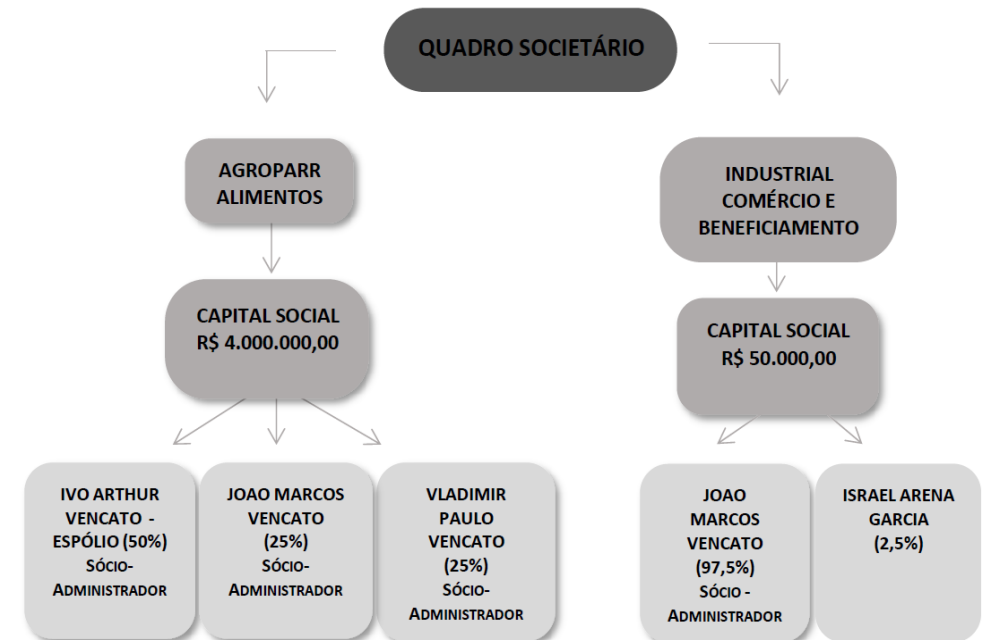 QUADRO SOCIETÁRIO
AGROPARR
ALIMENTOS
CAPITAL SOCIAL
R$ 4.000.000,00
IVO ARTHUR
VENCATO -
ESPÓLIO (50%)
SÓCIO-
ADMINISTRADOR
JOAO MARCOS
VENCATO
(25%)
SÓCIO-
ADMINISTRADOR
VLADIMIR
PAULO
VENCATO
(25%)
SÓCIO-
ADMINISTRADOR
INDUSTRIAL
COMÉRCIO E
BENEFICIAMENTO
CAPITAL SOCIAL
R$ 50.000,00
JOAO
MARCOS
VENCATO
(97,5%)
SÓCIO -
ADMINISTRADOR
ISRAEL ARENA
GARCIA
(2,5%)